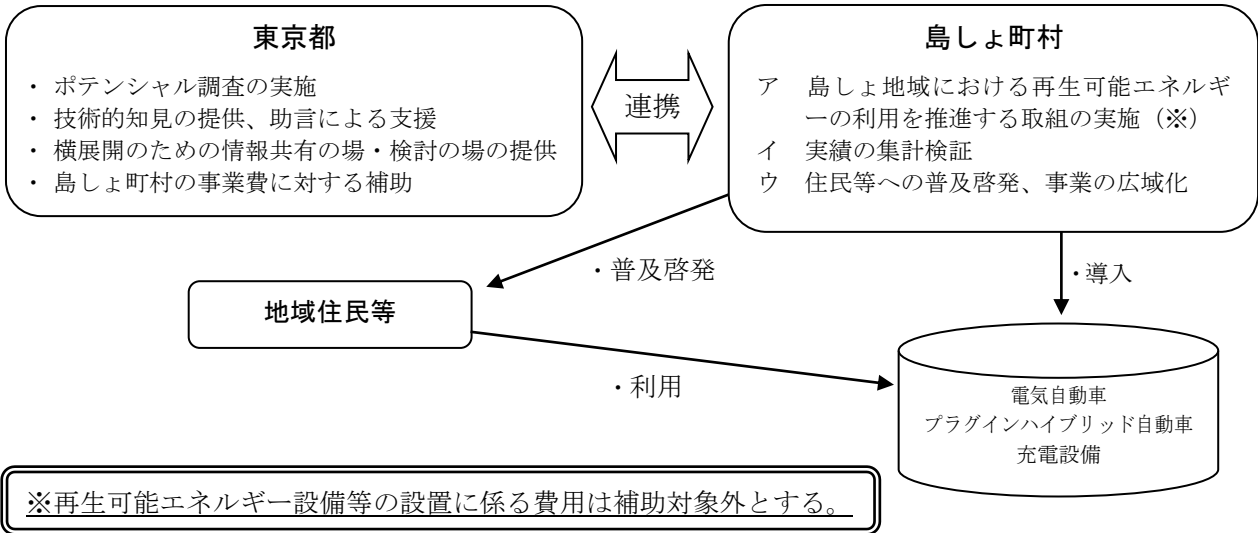 東京都
・ ポテンシャル調査の実施
・ 技術的知見の提供、助言による支援
・ 横展開のための情報共有の場・検討の場の提供
・ 島しょ町村の事業費に対する補助
連携
島しょ町村
ア 島しょ地域における再生可能エネルギ
ーの利用を推進する取組の実施（※）
イ 実績の集計検証
ウ 住民等への普及啓発、事業の広域化
・普及啓発
・導入
地域住民等
・利用
電気自動車
プラグインハイブリッド自動車
充電設備
※再生可能エネルギー設備等の設置に係る費用は補助対象外とする。